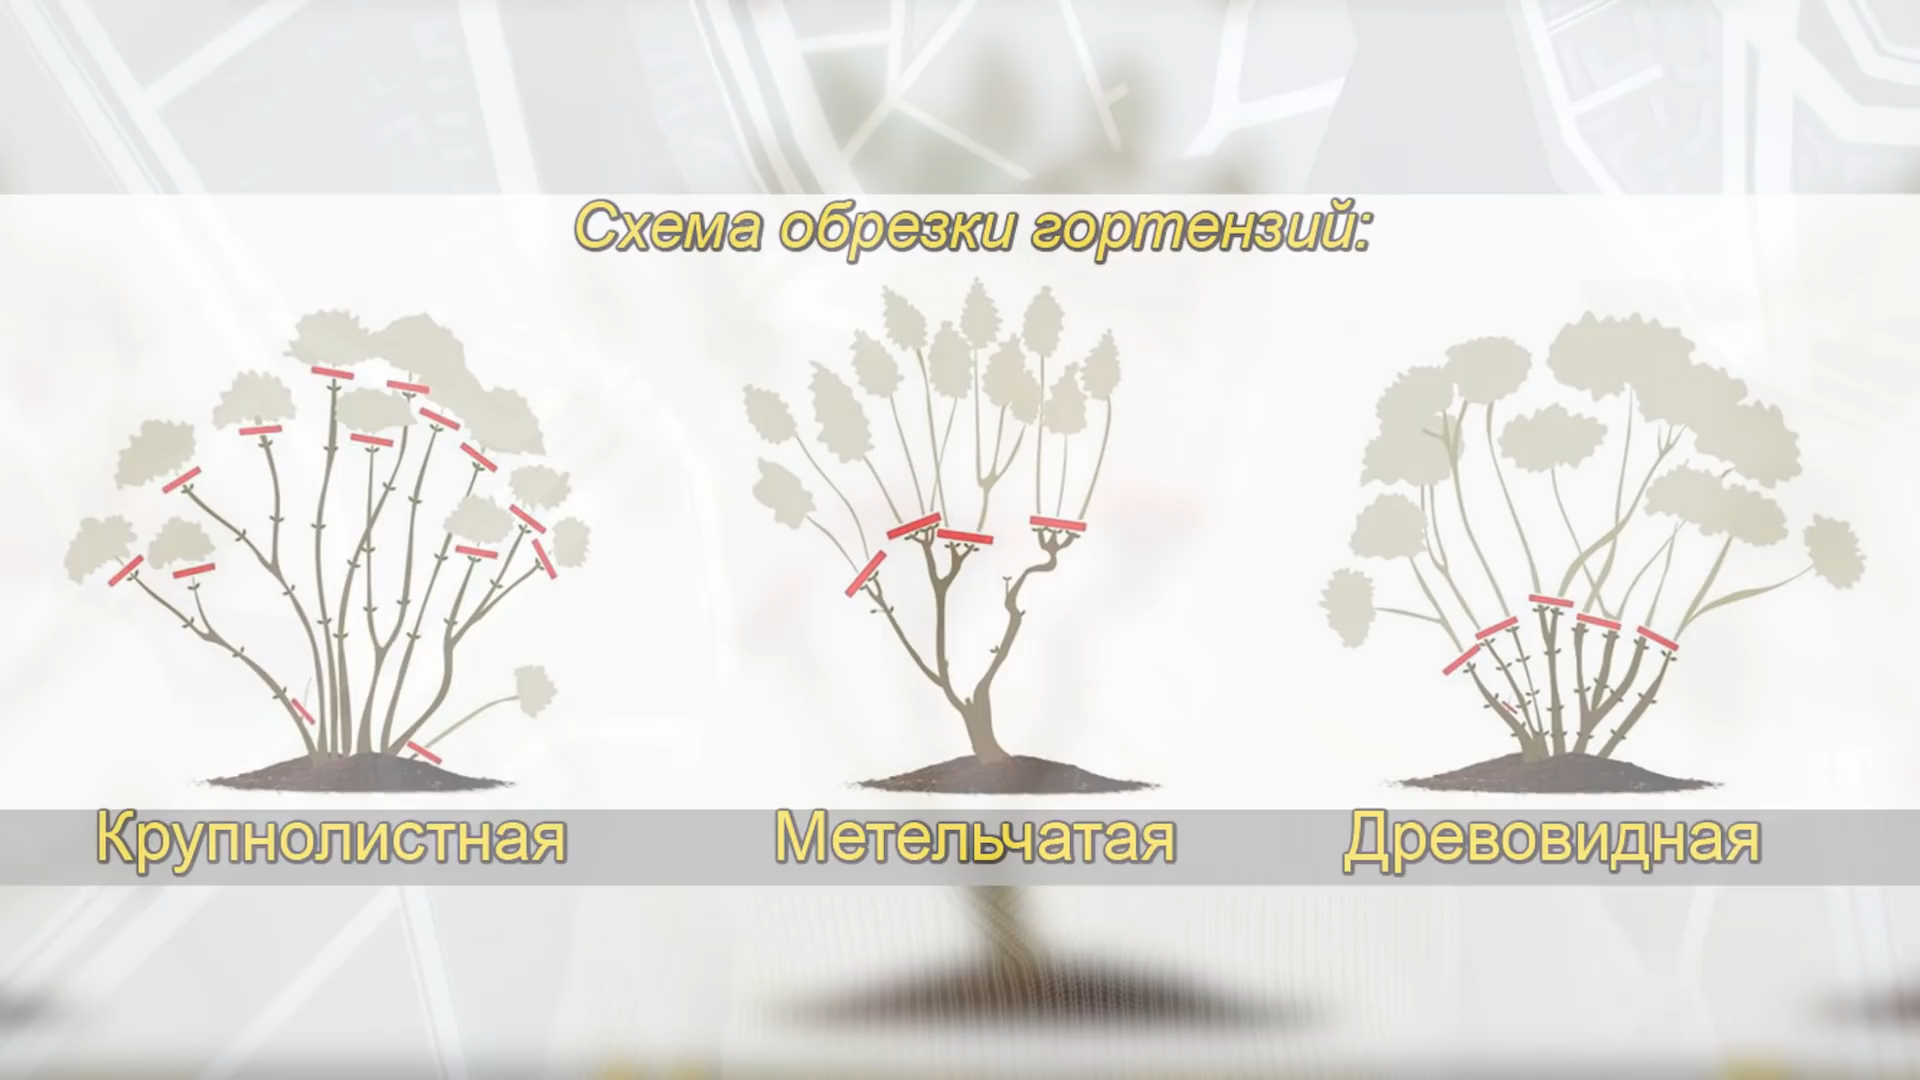 Схема обрезки гортензий:
Крупнолистная
Метельчатая
Древовидная